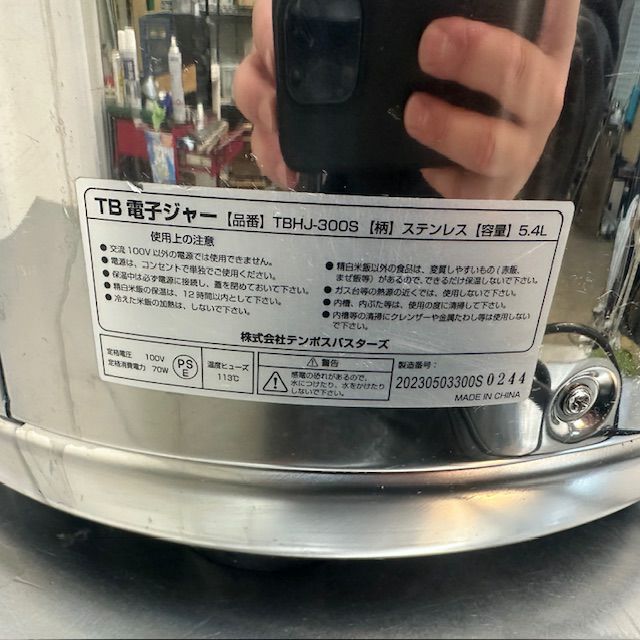 TB 電子ジャー 【品番】 TBHJ-300S 【柄】 ステンレス 【容量】 5.4L
使用上の注意
● 交流100V以外の電源では使用できません。
● 電源は、コンセントで単独でご使用ください。
● 保温中は必ず電源に接続し、蓋を閉めておいて下さい。
● 精白米飯の保温は、12時間以内として下さい。
● 冷えた米飯の加熱は、しないで下さい。
● 精白米飯以外の食品は、変質しやすいもの(赤飯、
まぜ飯等)があるので、できるだけ保温しないで下さい。
● ガス台等の熱源の近くでは、使用しないで下さい。
● 内槽、内ぶた等は、使用の度に清掃して下さい。
● 内槽等の清掃にクレンザーや金属たわし等は使用しない
で下さい。
株式会社テンポスバスターズ
定格電圧 100V
定格消費電力 70W
PS
E
温度ヒューズ
113℃
警告
感電の恐れがあるので、
水につけたり、水をかけたり
しないで下さい。
製造番号:
20230503300S0244
MADE IN CHINA